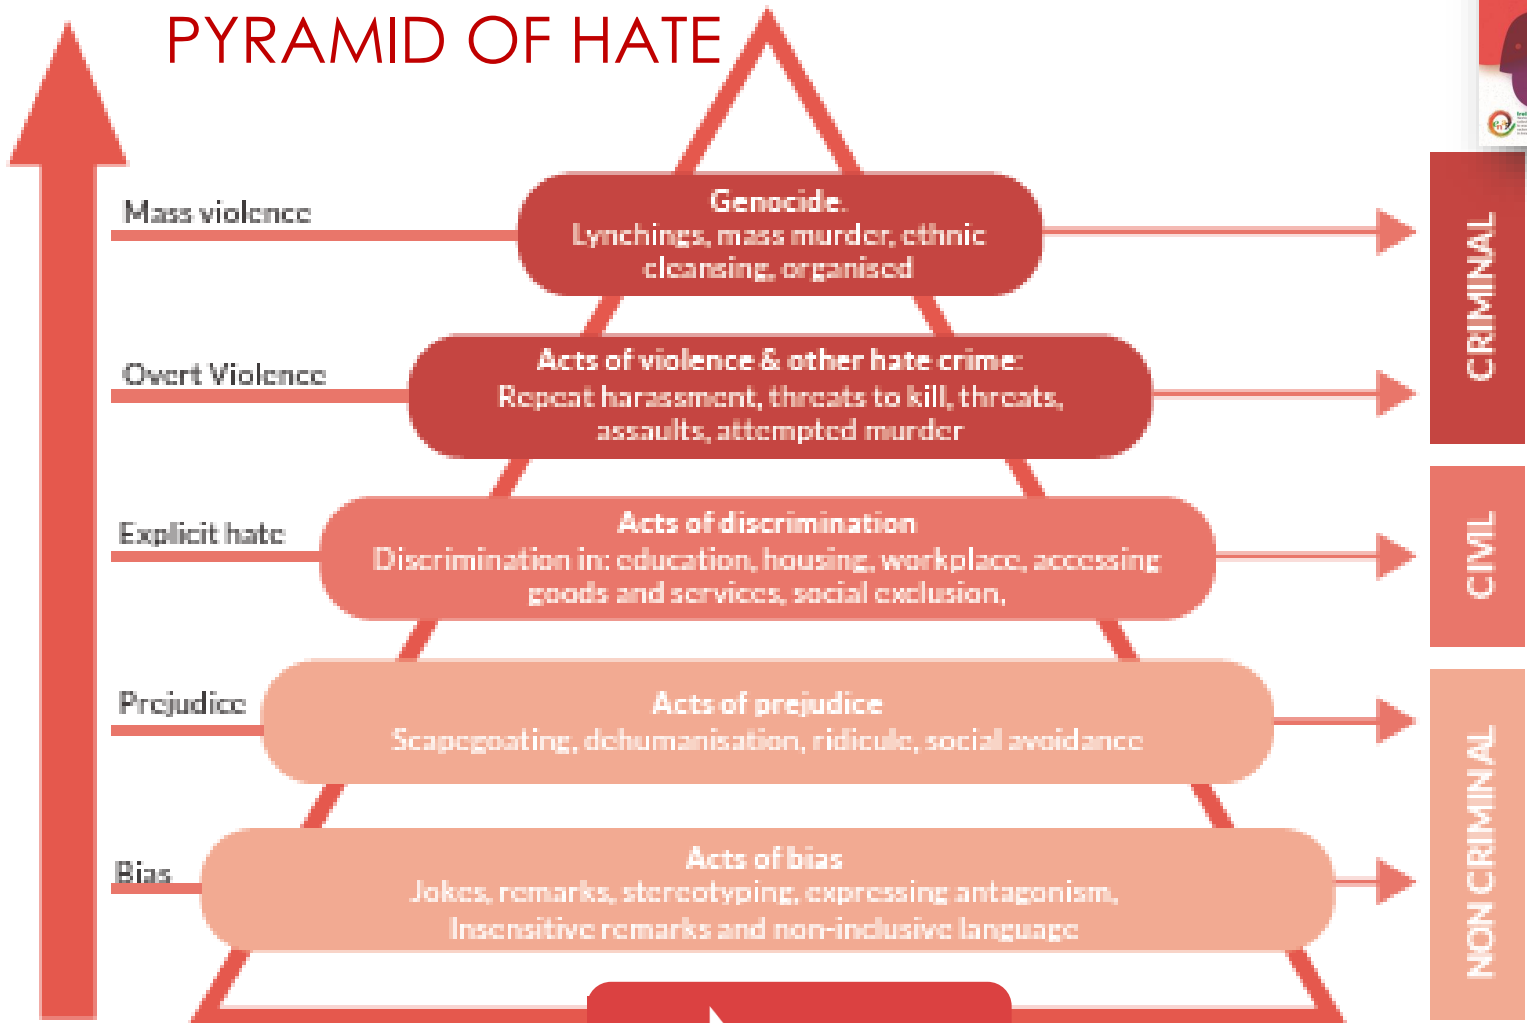 PYRAMID OF HATE
Mass violence
Genocide.
Lynchings, mass murder, ethnic
cleansing, organised
Overt Violence
Acts of violence & other hate crime:
Repeat harassment, threats to kill, threats,
assaults, attempted murder
CRIMINAL
Explicit hate
Acts of discrimination
Discrimination in: education, housing, workplace, accessing
goods and services, social exclusion,
CIVIL
Prejudice
Acts of prejudice
Scapegoating, dehumanisation, ridicule, social avoidance
Bias
Acts of bias
Jokes, remarks, stereotyping, expressing antagonism,
Insensitive remarks and non-inclusive language
NON CRIMINAL